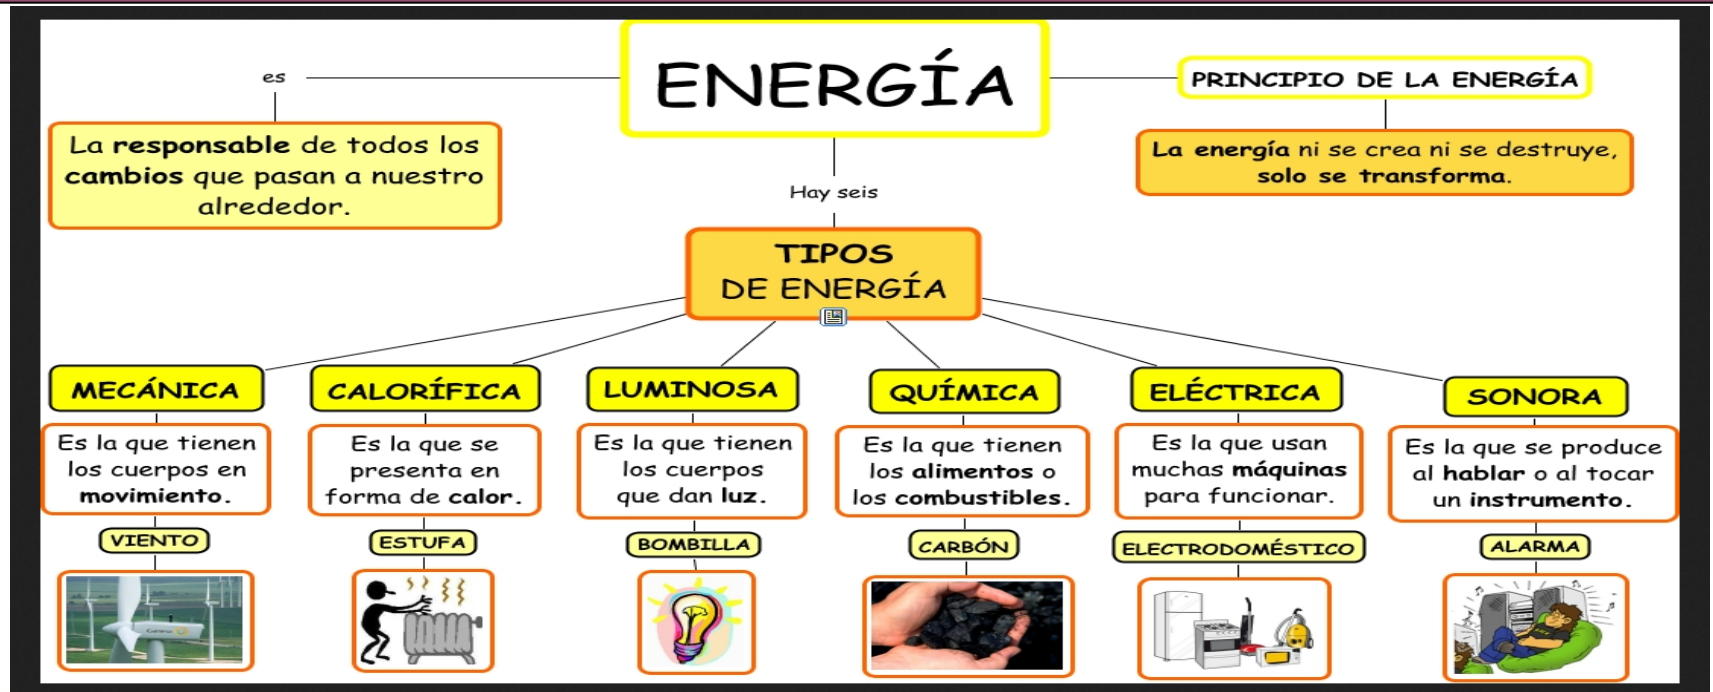 ENERGÍA
es
La responsable de todos los
cambios que pasan a nuestro
alrededor.
PRINCIPIO DE LA ENERGÍA
La energía ni se crea ni se destruye,
solo se transforma.
Hay seis
TIPOS
DE ENERGÍA
MECÁNICA
Es la que tienen
los cuerpos en
movimiento.
VIENTO
CALORÍFICA
Es la que se
presenta en
forma de calor.
ESTUFA
LUMINOSA
Es la que tienen
los cuerpos
que dan luz.
BOMBILLA
QUÍMICA
Es la que tienen
los alimentos o
los combustibles.
CARBÓN
ELÉCTRICA
Es la que usan
muchas máquinas
para funcionar.
ELECTRODOMÉSTICO
SONORA
Es la que se produce
al hablar o al tocar
un instrumento.
ALARMA